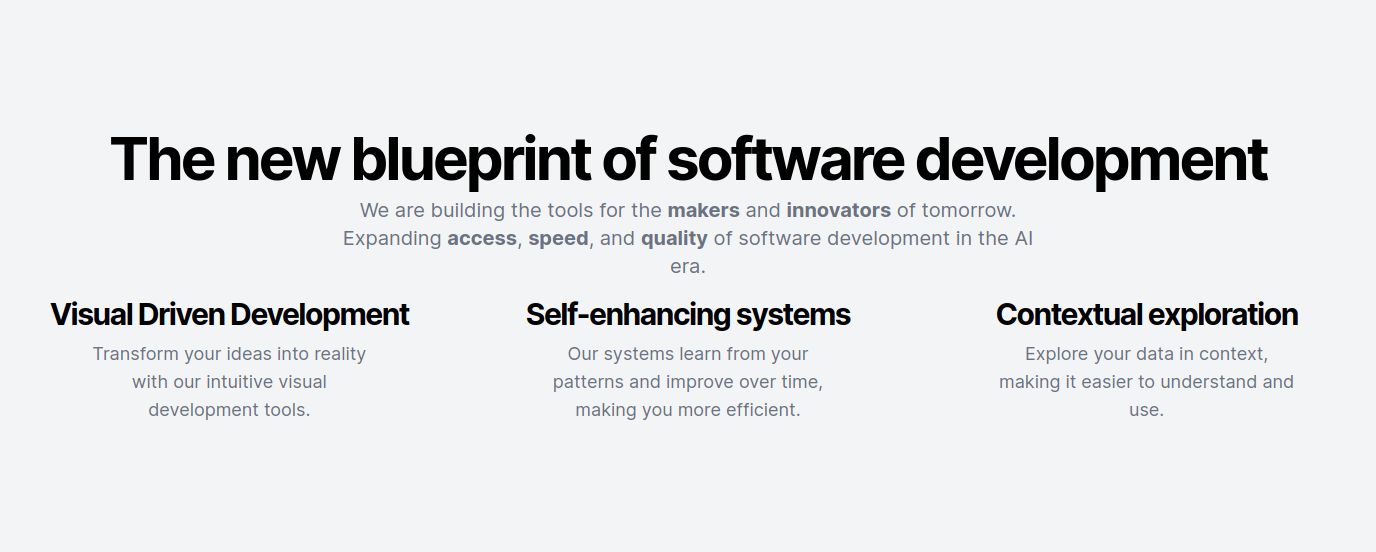 The new blueprint of software development
We are building the tools for the makers and innovators of tomorrow.
Expanding access, speed, and quality of software development in the AI
era.
Visual Driven Development
Transform your ideas into reality
with our intuitive visual
development tools.
Self-enhancing systems
Our systems learn from your
patterns and improve over time,
making you more efficient.
Contextual exploration
Explore your data in context,
making it easier to understand and
use.